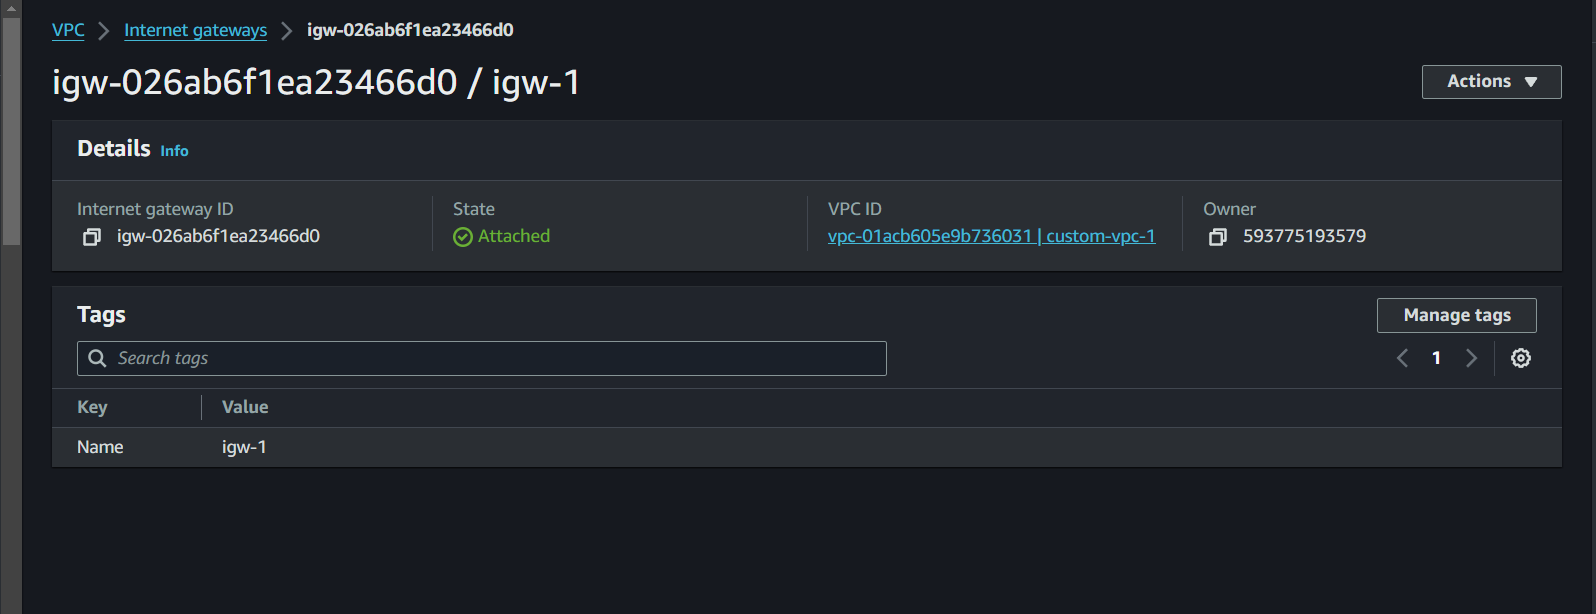 VPC > Internet gateways > igw-026ab6f1ea23466d0
igw-026ab6f1ea23466d0 / igw-1
Actions
Details Info
Internet gateway ID
igw-026ab6f1ea23466d0
State
Attached
VPC ID
vpc-01acb605e9b736031 | custom-vpc-1
Owner
593775193579
Tags
Manage tags
Search tags
1
Key Value
Name igw-1